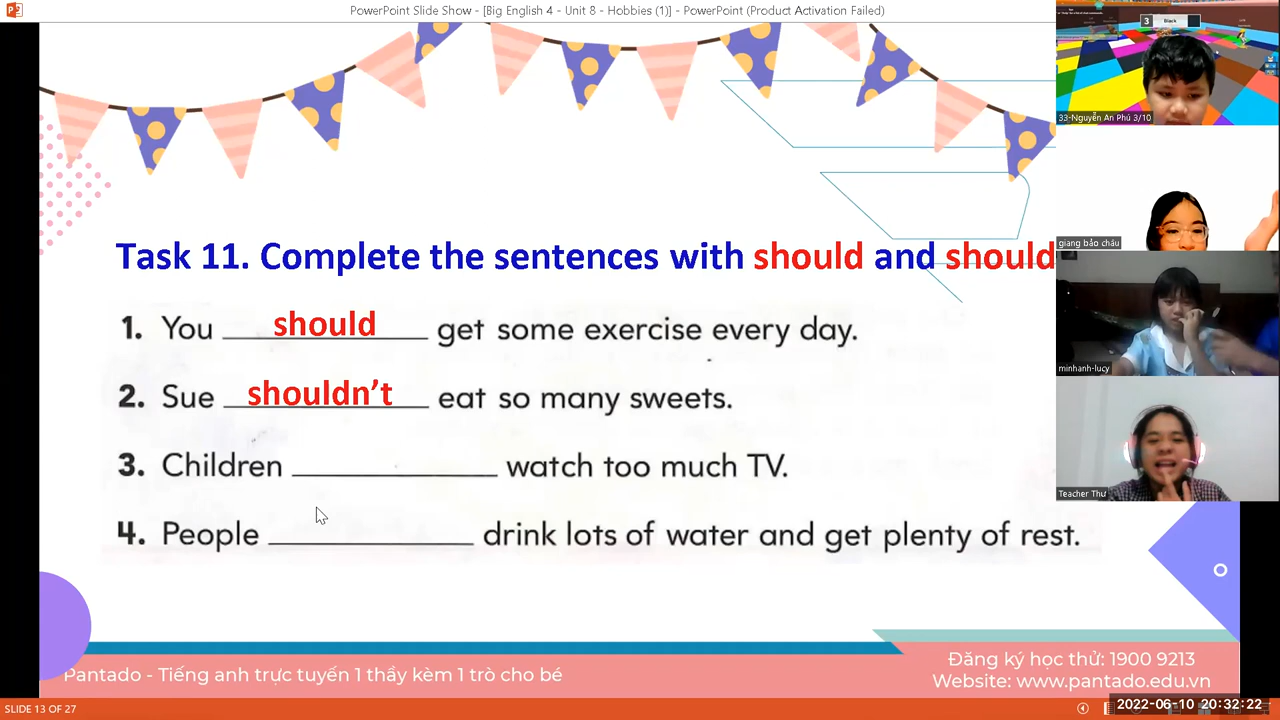 PowerPoint Slide Show - [Big English 4 - Unit 8 - Hobbies (1)] - PowerPoint (Product Activation Failed)
3 Black
33-Nguyễn An Phú 3/10
giang bảo châu
minhanh-lucy
Teacher Thư
Task 11. Complete the sentences with should and should
1. You should get some exercise every day.
2. Sue shouldn’t eat so many sweets.
3. Children __________ watch too much TV.
4. People __________ drink lots of water and get plenty of rest.
Pantado - Tiếng anh trực tuyến 1 thầy kèm 1 trò cho bé
Đăng ký học thử: 1900 9213
Website: www.pantado.edu.vn
SLIDE 13 OF 27
2022-06-10 20:32:22